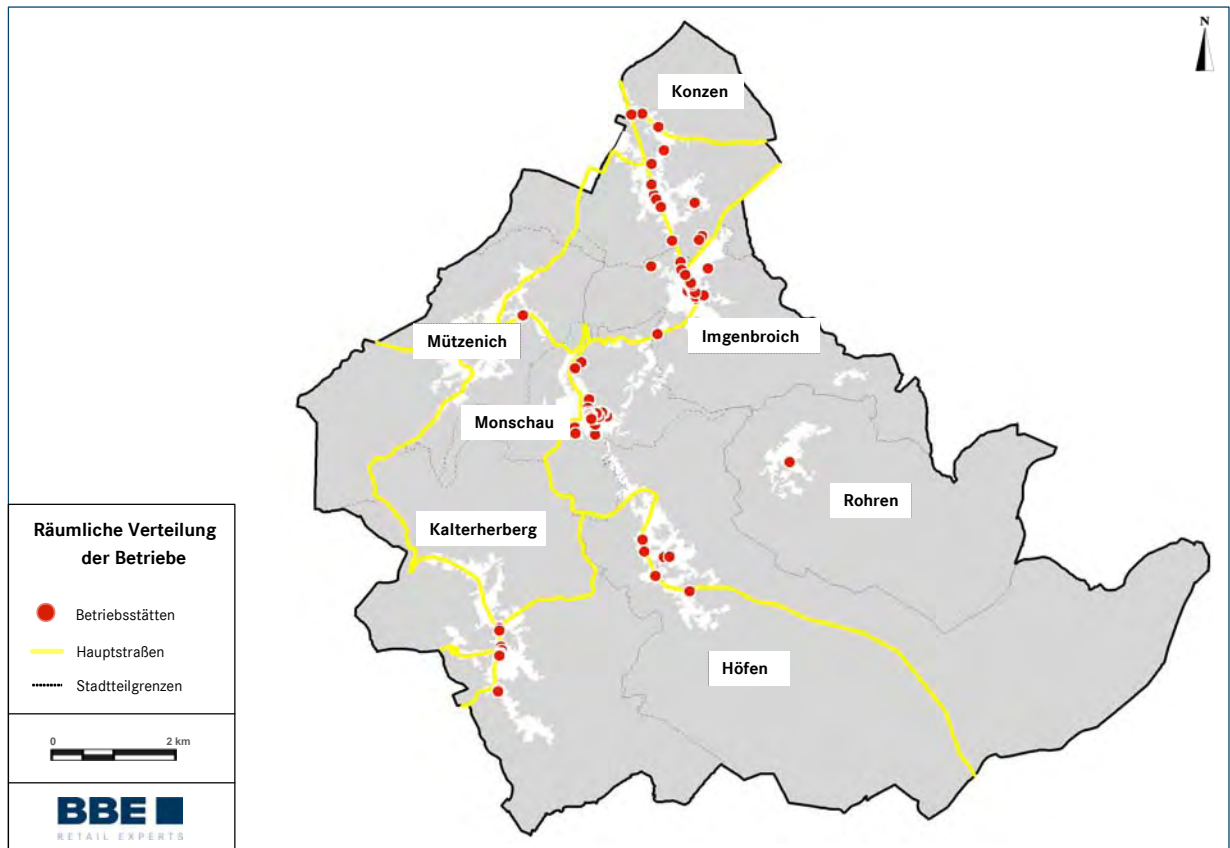 N
Konzen
Mützenich
Imgenbroich
Monschau
Rohren
Kalterherberg
Höfen
Räumliche Verteilung
der Betriebe
Betriebsstätten
Hauptstraßen
Stadtteilgrenzen
0 2 km
BBE
RETAIL EXPERTS